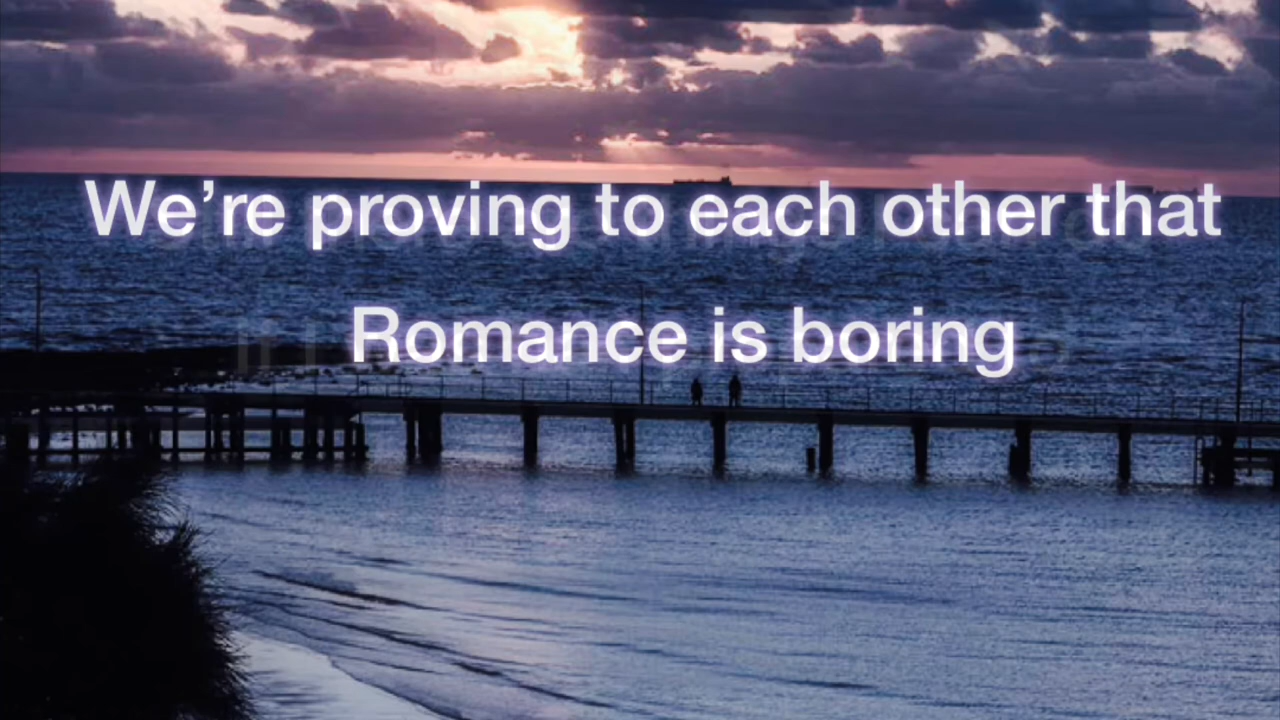 We’re proving to each other that
Romance is boring